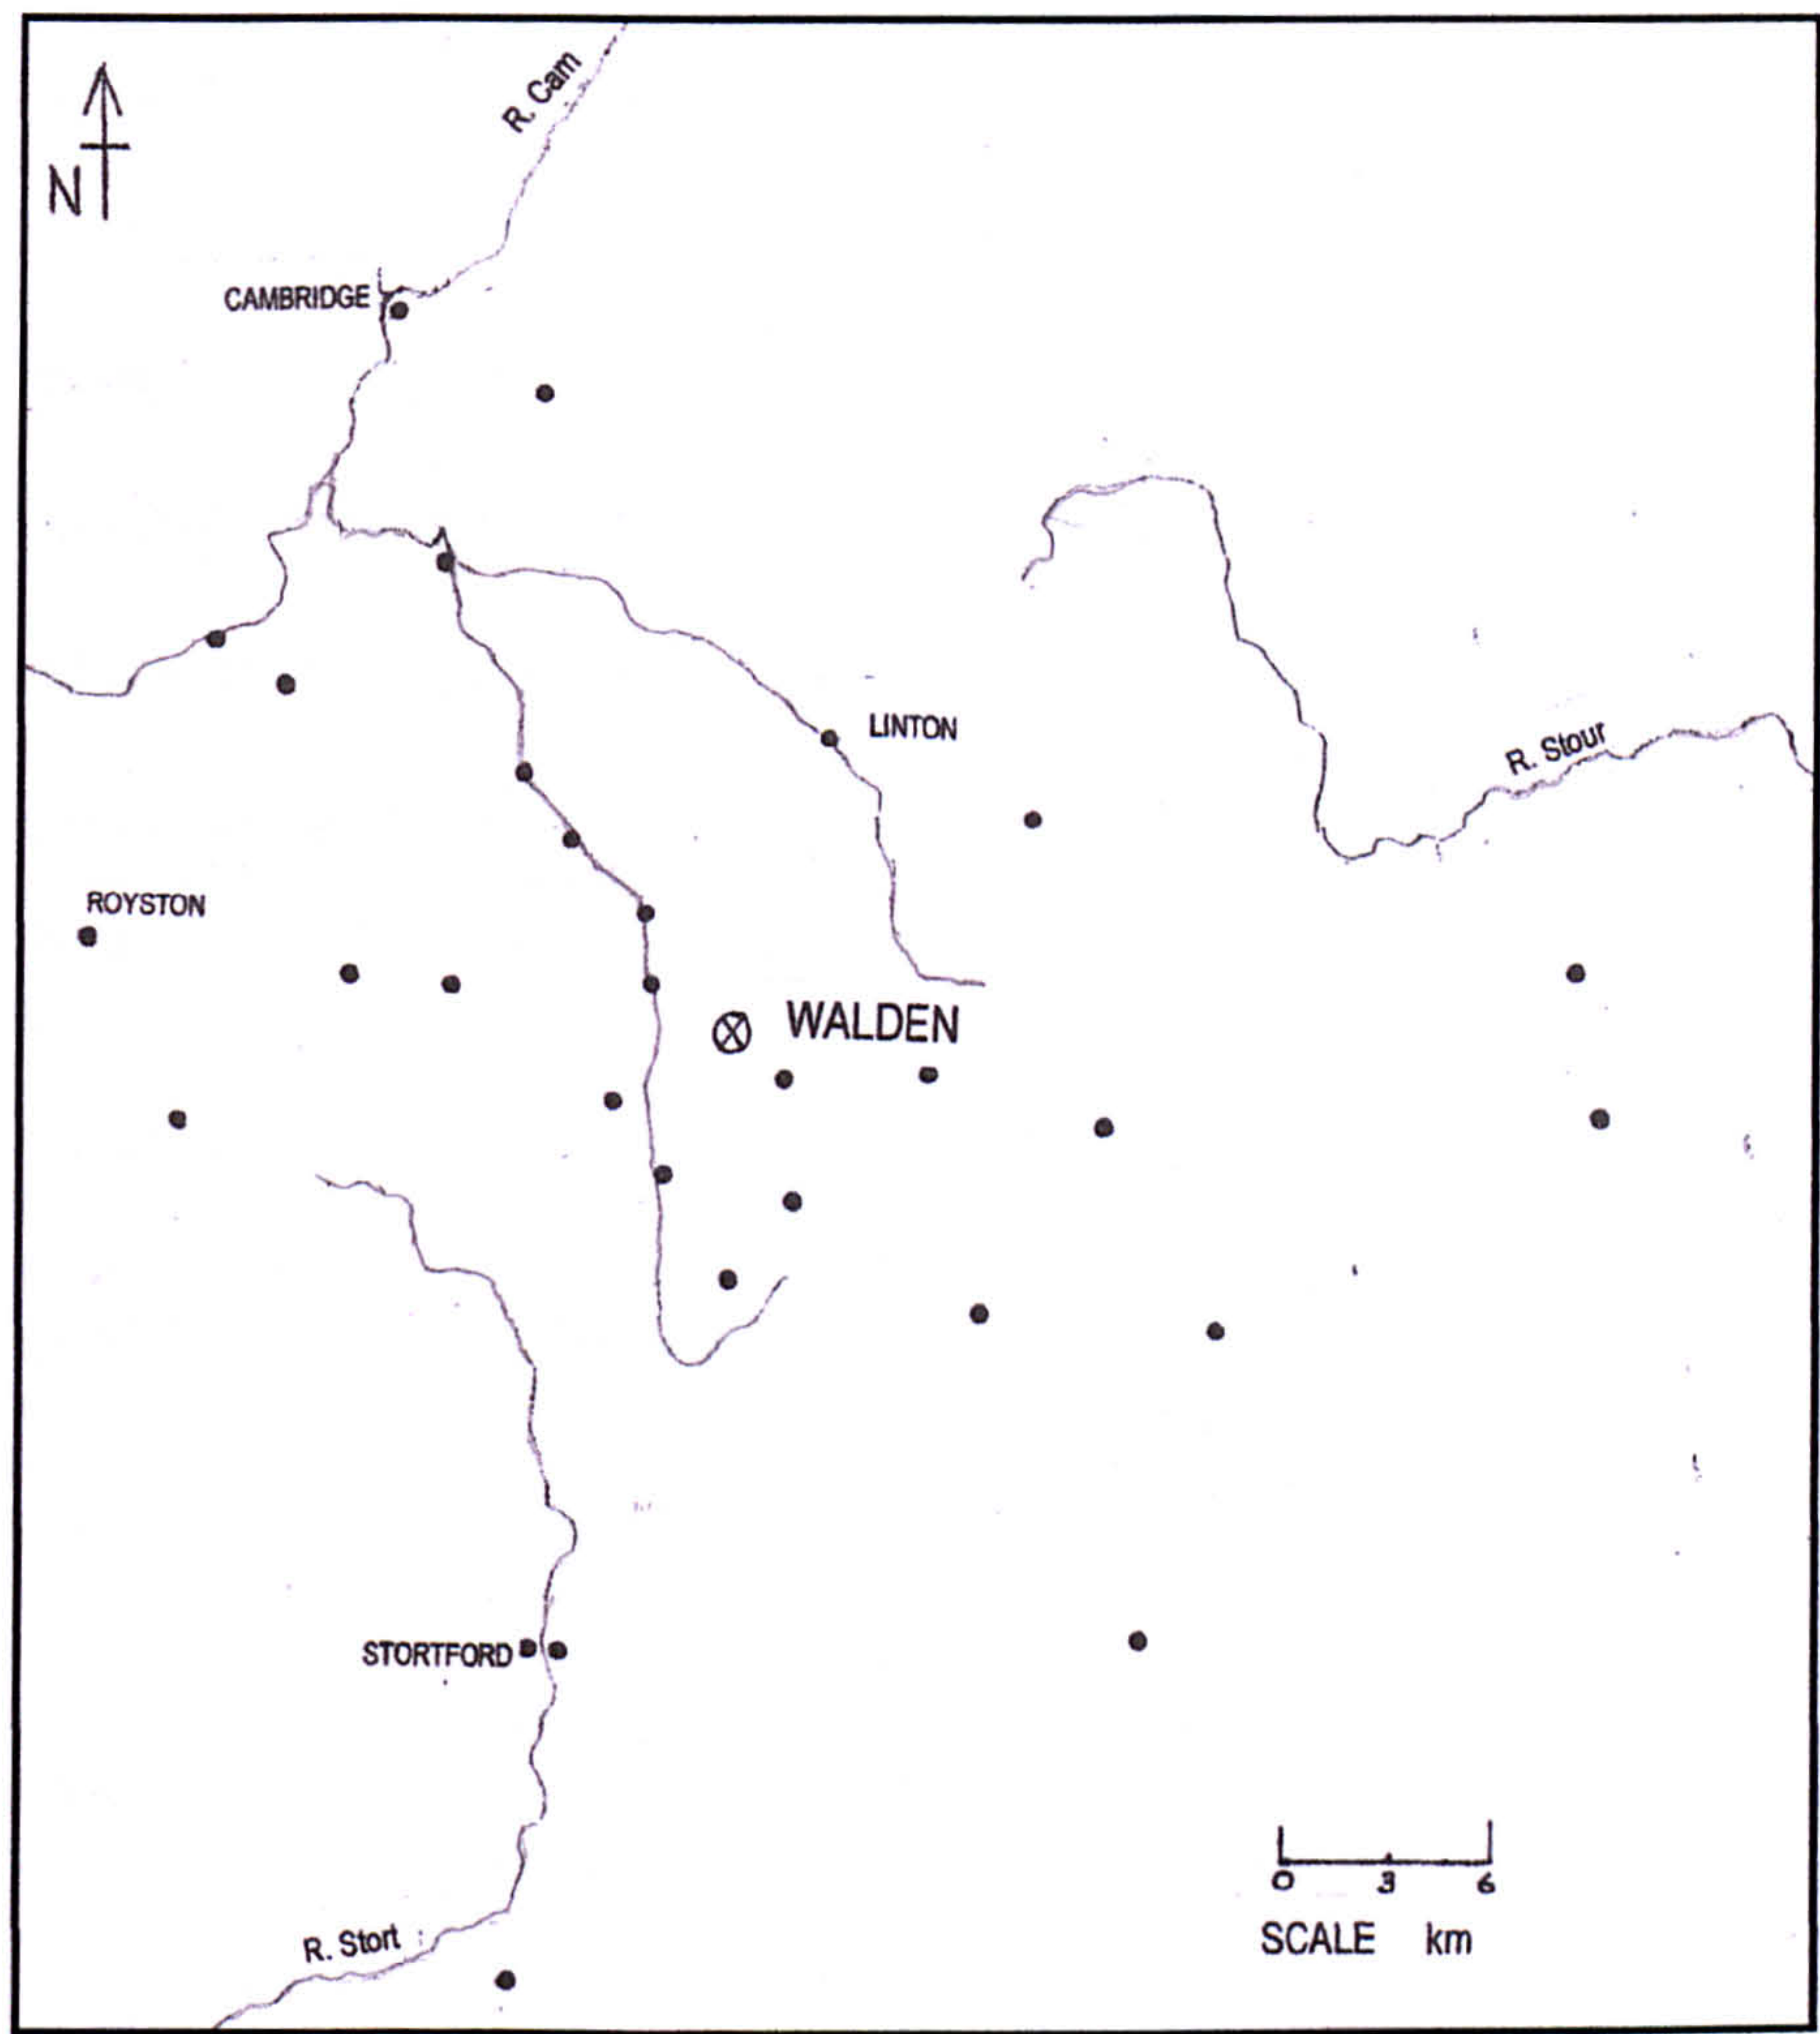 R. Cam
N
CAMBRIDGE
LINTON
R. Stour
ROYSTON
WALDEN
STORTFORD
0 3 6
SCALE km
R. Stort